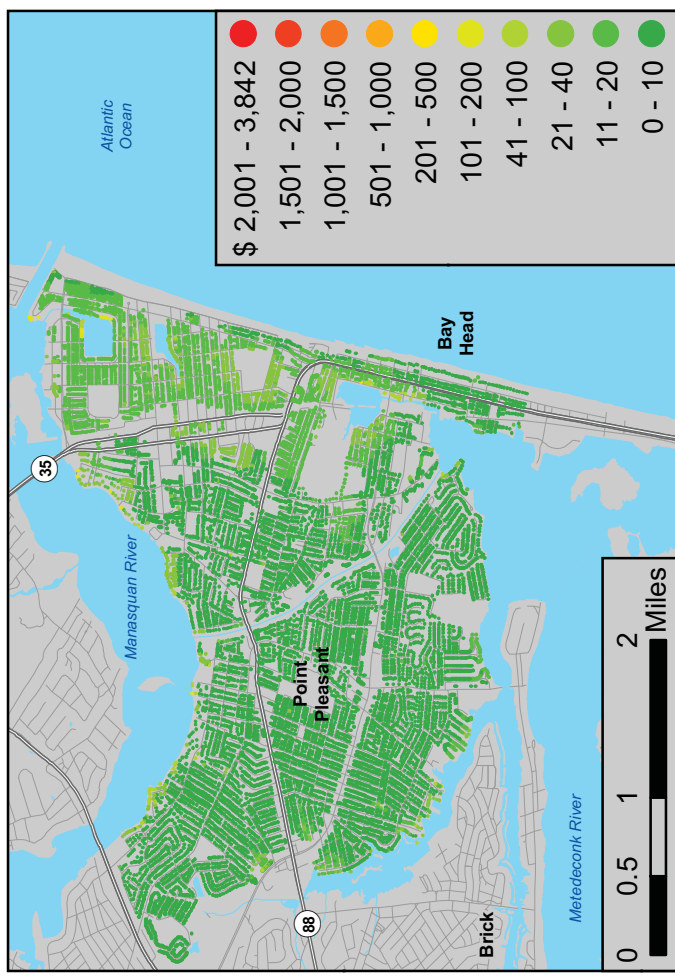 Atlantic
Ocean
35
Manasquan River
Bay
Head
Point
Pleasant
88
Brick
Metedeconk River
$ 2,001 - 3,842
1,501 - 2,000
1,001 - 1,500
501 - 1,000
201 - 500
101 - 200
41 - 100
21 - 40
11 - 20
0 - 10
0 0.5 1 2
Miles